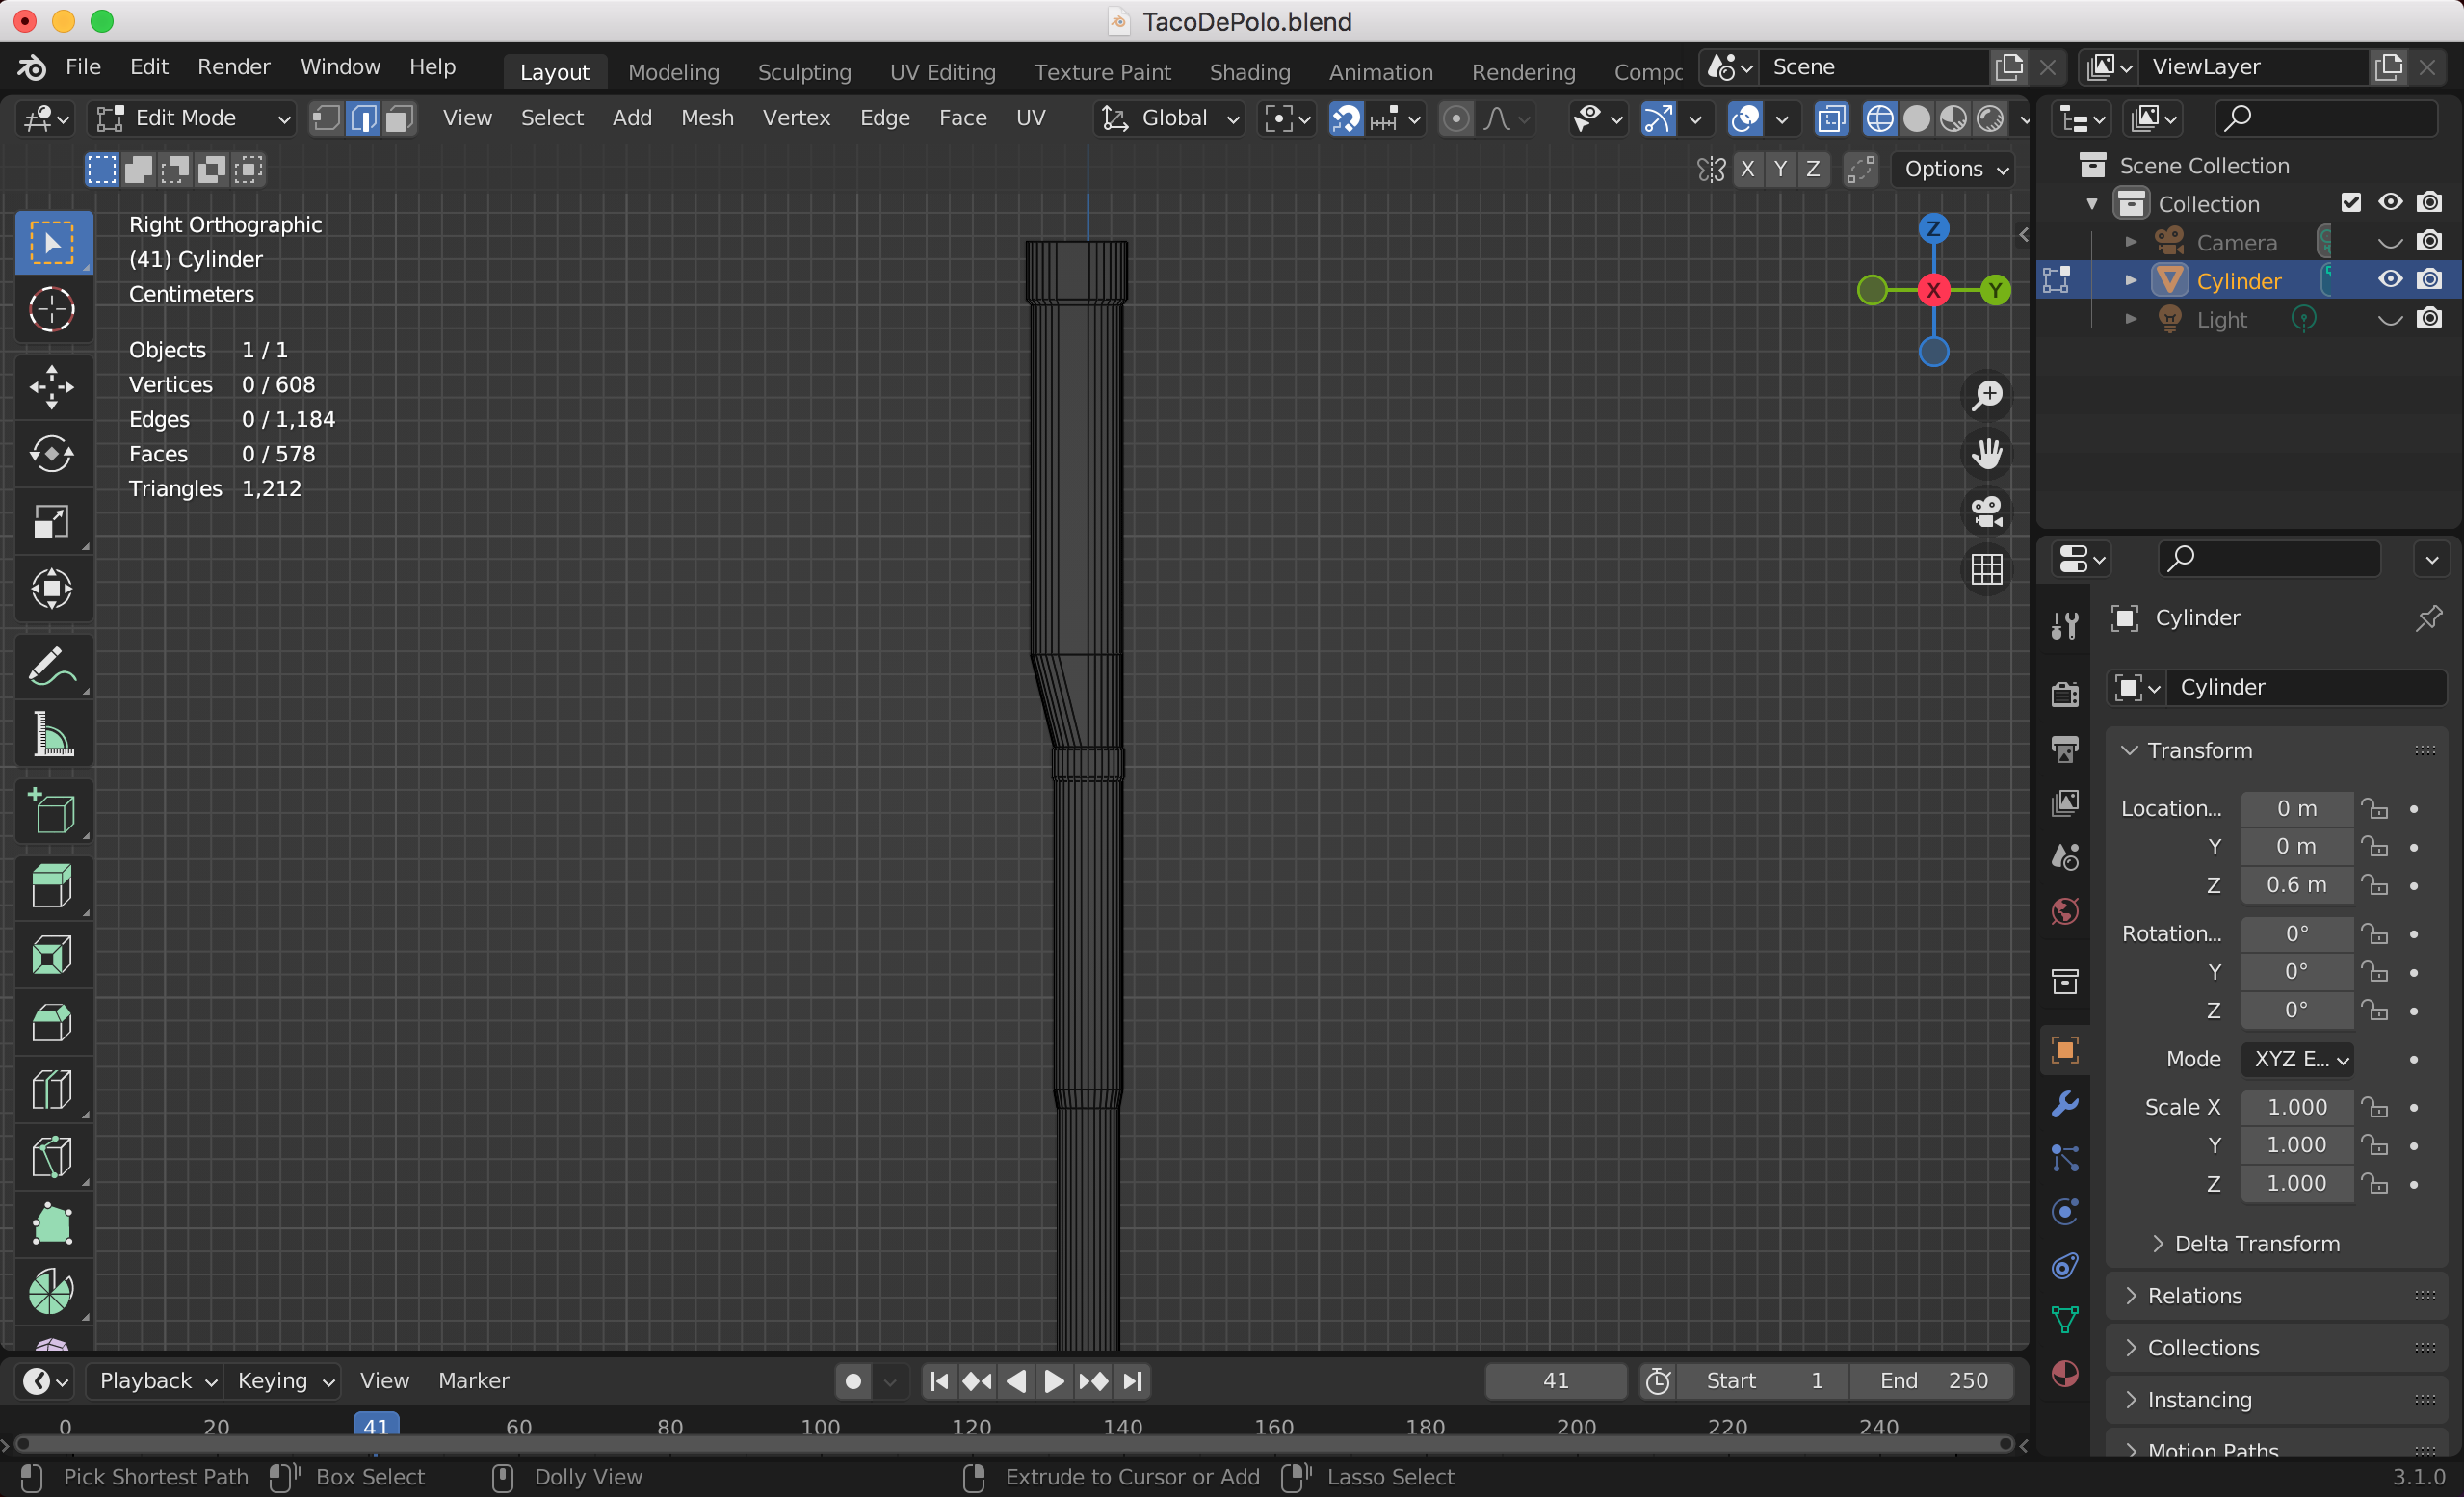 TacoDePolo.blend
File Edit Render Window Help Layout Modeling Sculpting UV Editing Texture Paint Shading Animation Rendering Compc Scene ViewLayer
Edit Mode View Select Add Mesh Vertex Edge Face UV Global
X Y Z Options
Right Orthographic
(41) Cylinder
Centimeters
Objects 1 / 1
Vertices 0 / 608
Edges 0 / 1,184
Faces 0 / 578
Triangles 1,212
Z
X
Y
Scene Collection
Collection
Camera
Cylinder
Light
Cylinder
Cylinder
Transform
Location... 0 m
Y 0 m
Z 0.6 m
Rotation... 0°
Y 0°
Z 0°
Mode XYZ E...
Scale X 1.000
Y 1.000
Z 1.000
Delta Transform
Relations
Collections
Instancing
Motion Paths
Playback Keying View Marker 41 Start 1 End 250
0 20 41 60 80 100 120 140 160 180 200 220 240
Pick Shortest Path Box Select Dolly View Extrude to Cursor or Add Lasso Select 3.1.0